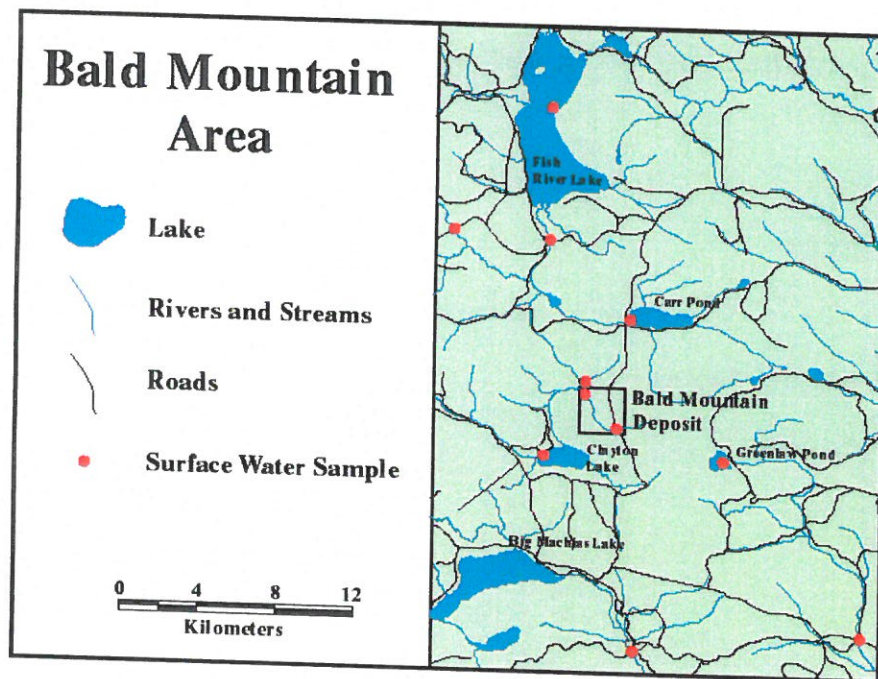 Bald Mountain
Area
Lake
Rivers and Streams
Roads
Surface Water Sample
0 4 8 12
Kilometers
Fish
River Lake
Carr Pond
Bald Mountain
Deposit
Clayton
Lake
Greenlaw Pond
Big Machias Lake